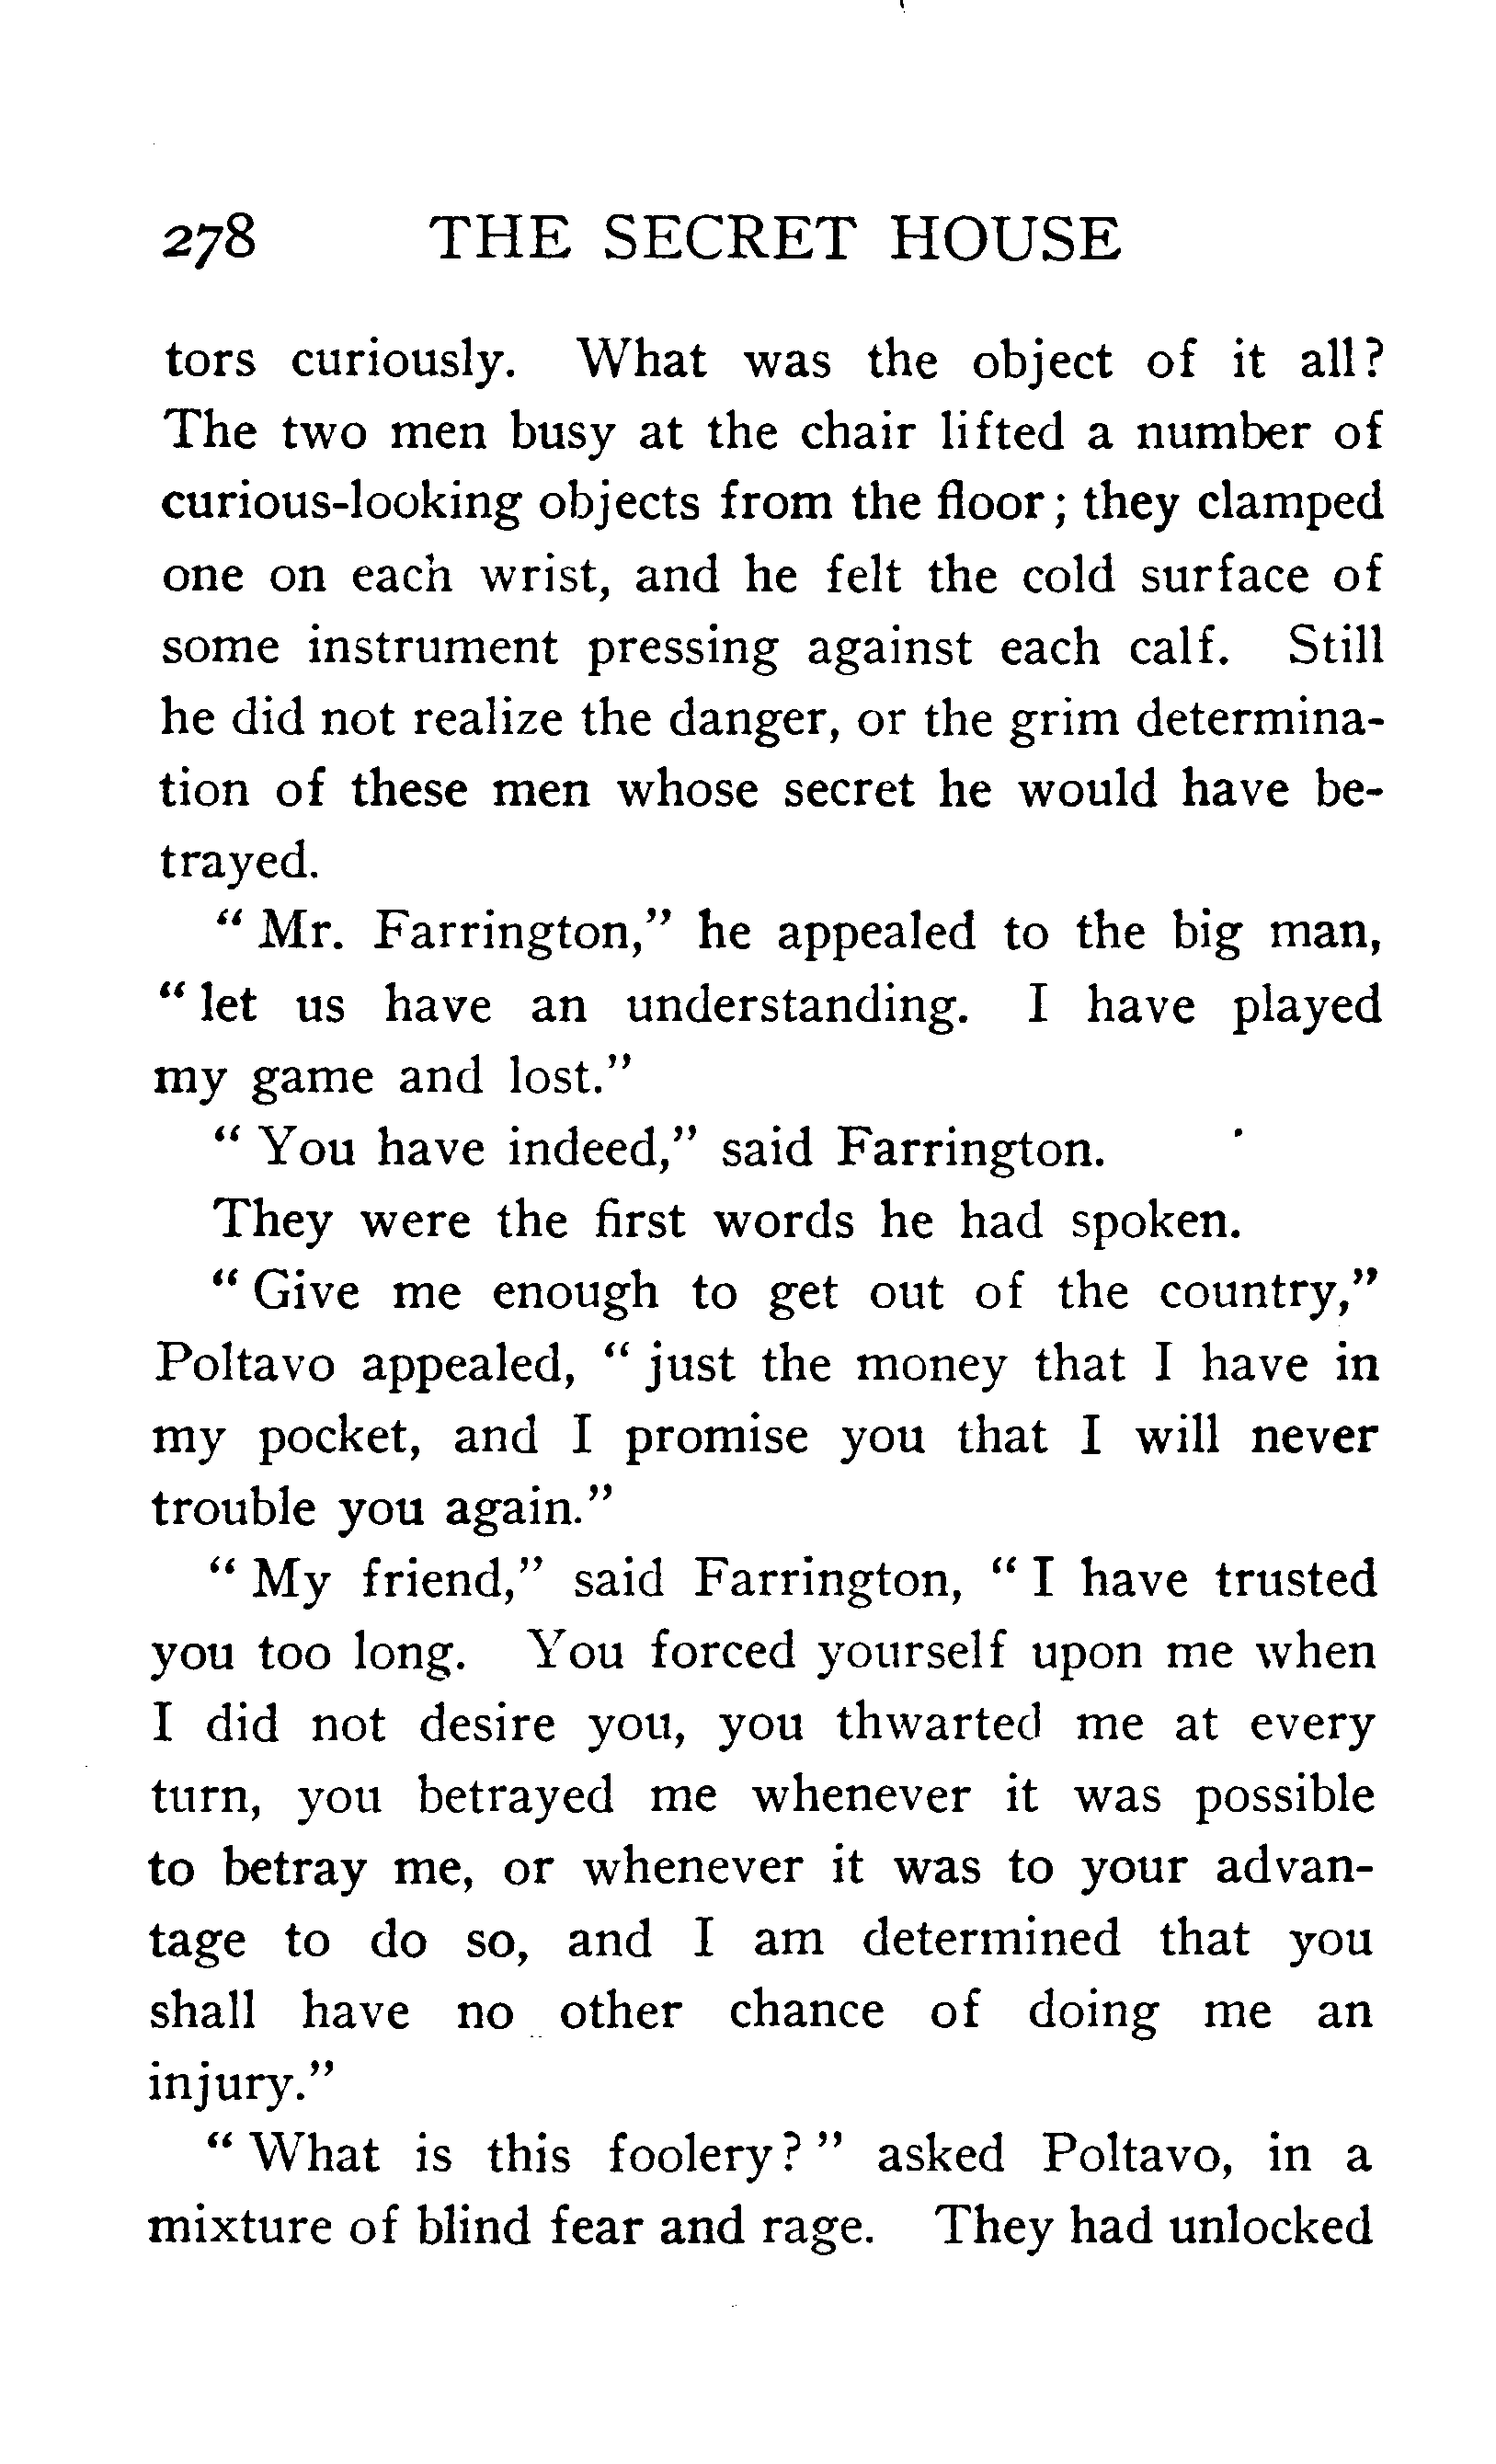 278 THE SECRET HOUSE
tors curiously. What was the object of it all?
The two men busy at the chair lifted a number of
curious-looking objects from the floor; they clamped
one on each wrist, and he felt the cold surface of
some instrument pressing against each calf. Still
he did not realize the danger, or the grim determina-
tion of these men whose secret he would have be-
trayed.
“Mr. Farrington,” he appealed to the big man,
“let us have an understanding. I have played
my game and lost.”
“You have indeed,” said Farrington.
They were the first words he had spoken.
“Give me enough to get out of the country,”
Poltavo appealed, “just the money that I have in
my pocket, and I promise you that I will never
trouble you again.”
“My friend,” said Farrington, “I have trusted
you too long. You forced yourself upon me when
I did not desire you, you thwarted me at every
turn, you betrayed me whenever it was possible
to betray me, or whenever it was to your advan-
tage to do so, and I am determined that you
shall have no other chance of doing me an
injury.”
“What is this foolery?” asked Poltavo, in a
mixture of blind fear and rage. They had unlocked